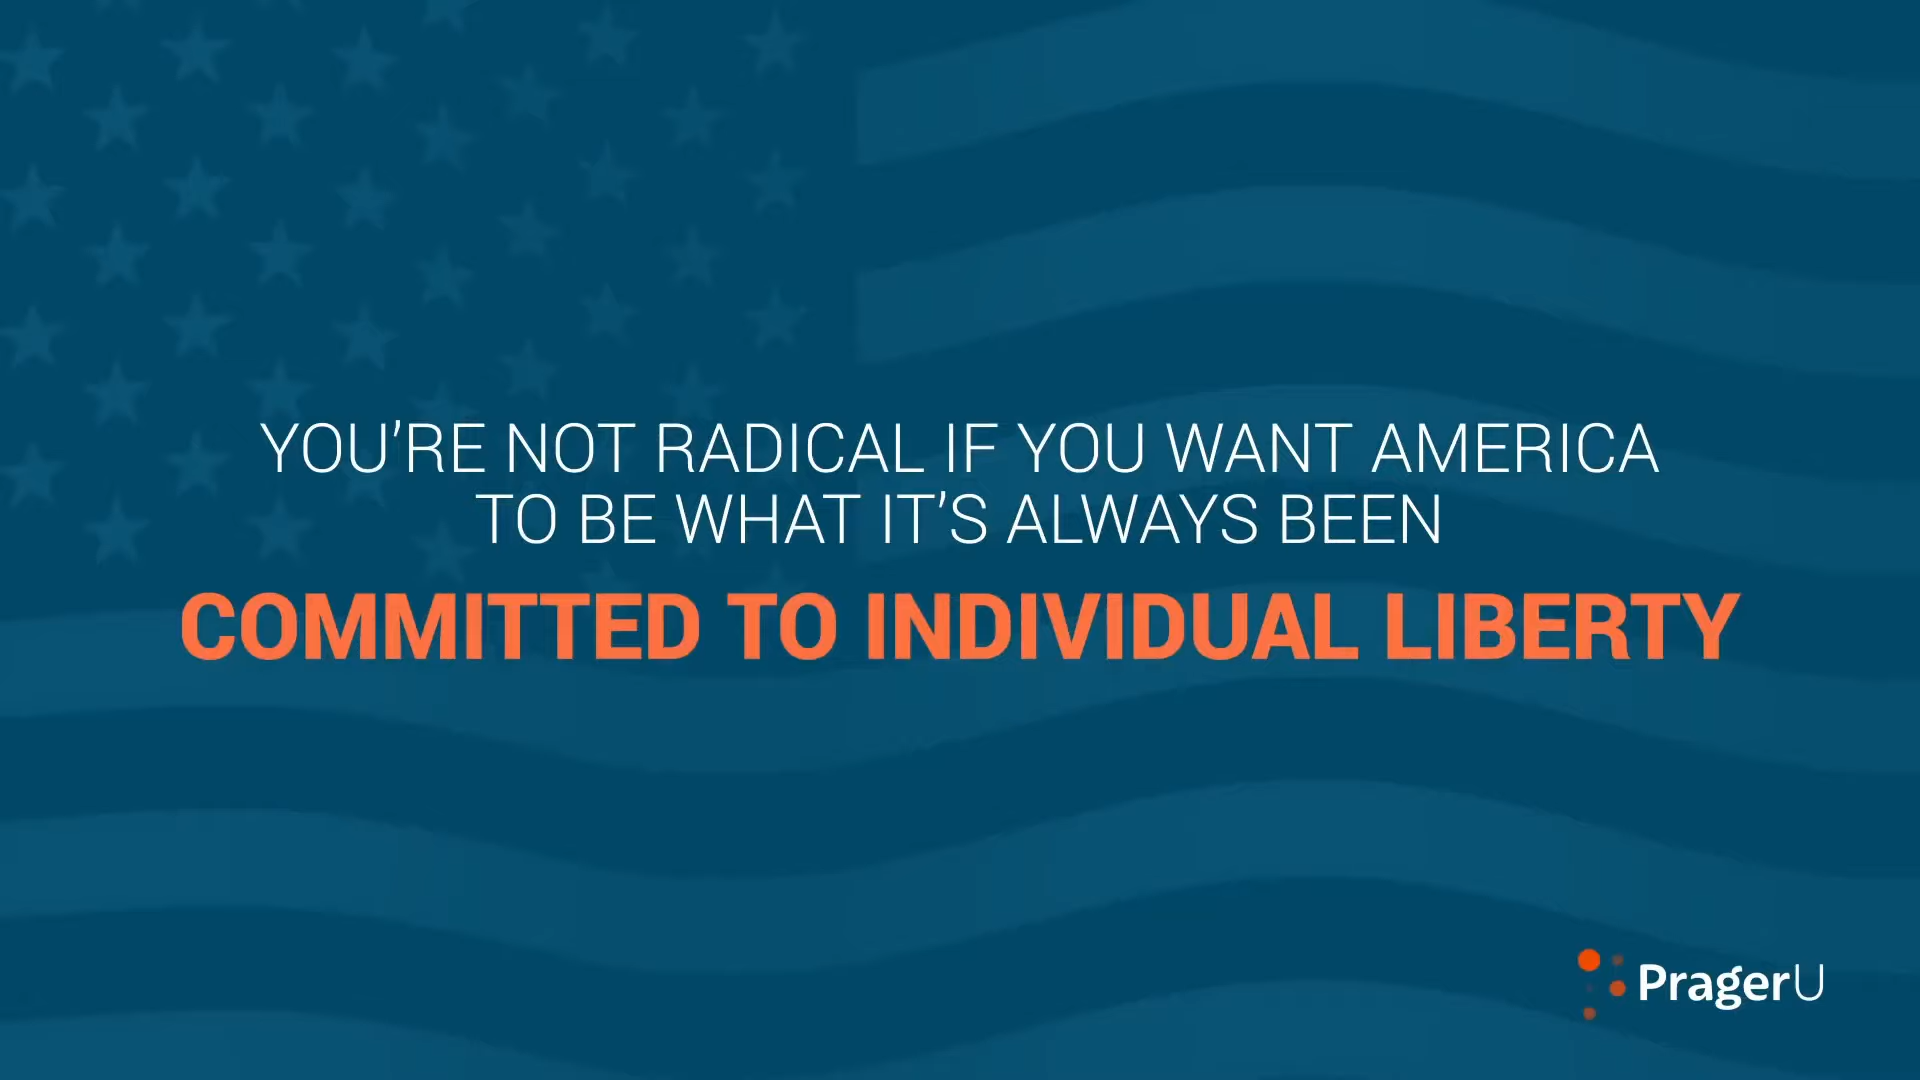 YOU'RE NOT RADICAL IF YOU WANT AMERICA
TO BE WHAT IT'S ALWAYS BEEN
COMMITTED TO INDIVIDUAL LIBERTY
PragerU